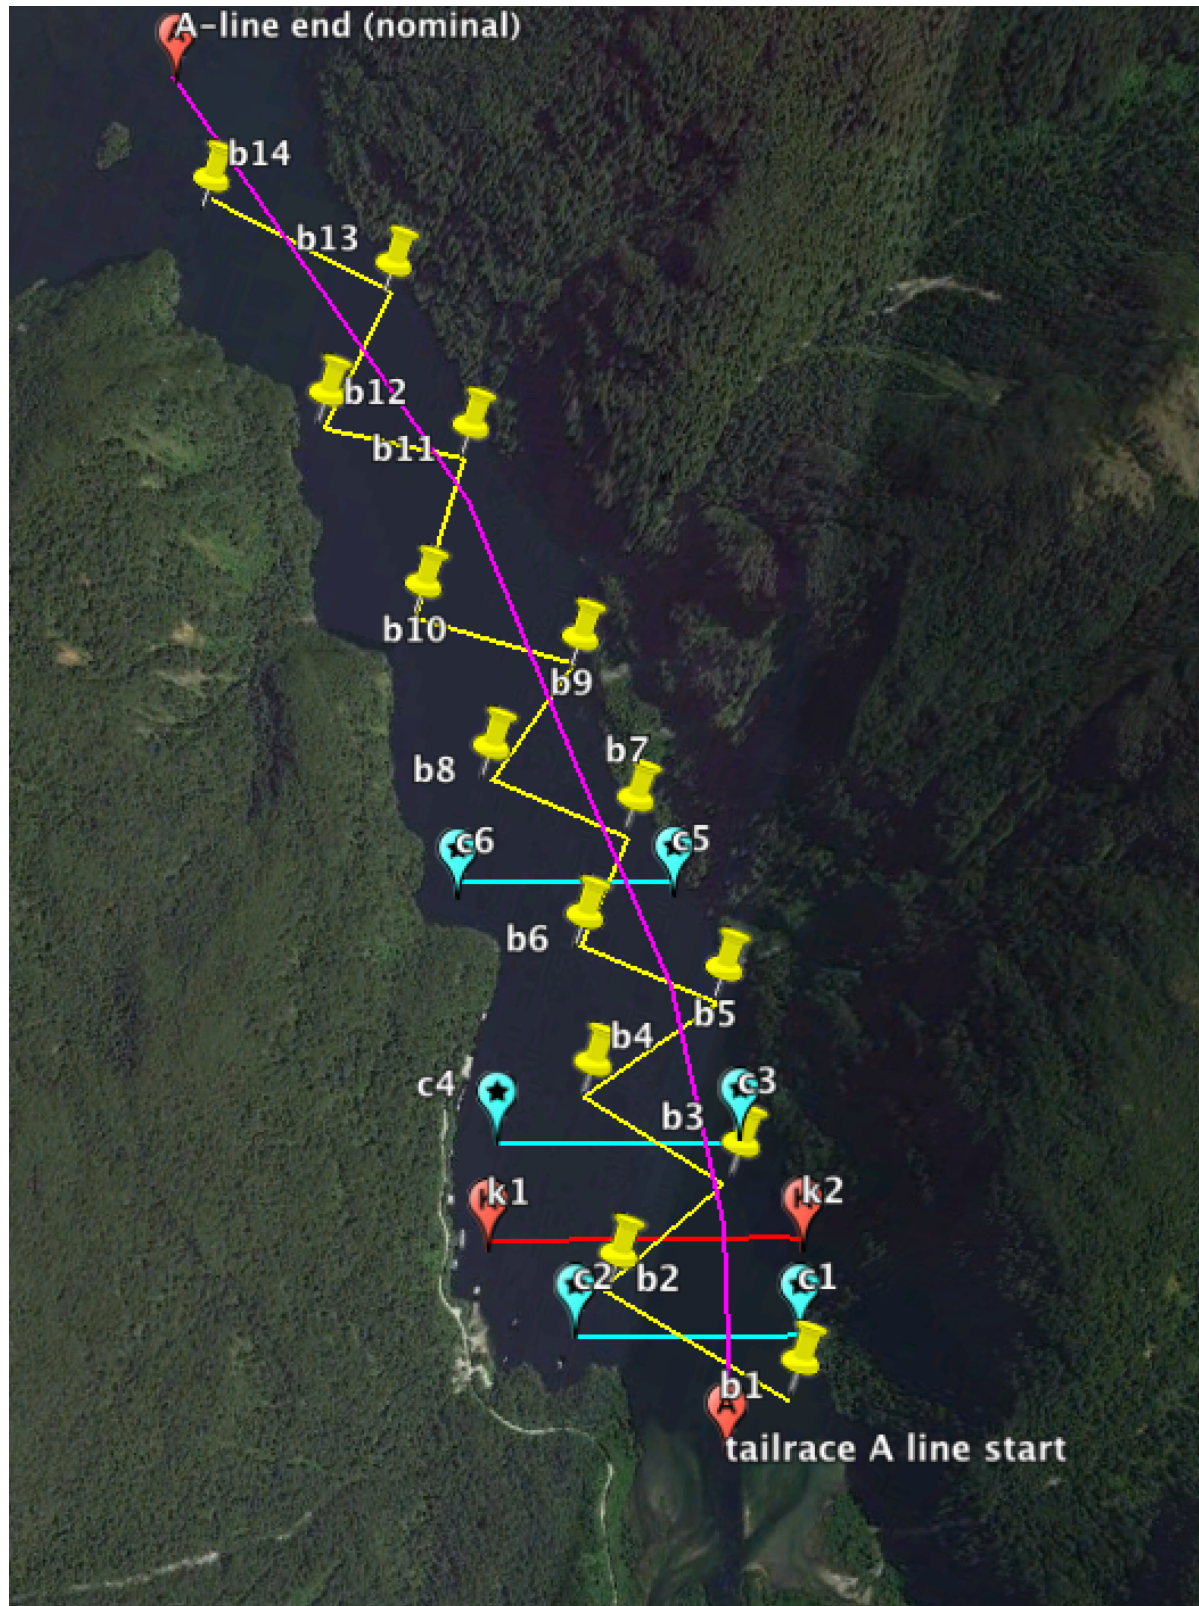 A-line end (nominal)
b14
b13
b12
b11
b10
b9
b7
b8
c6
c5
b6
b5
b4
c4
c3
b3
k1
k2
c2
b2
c1
b1
A
tailrace A line start